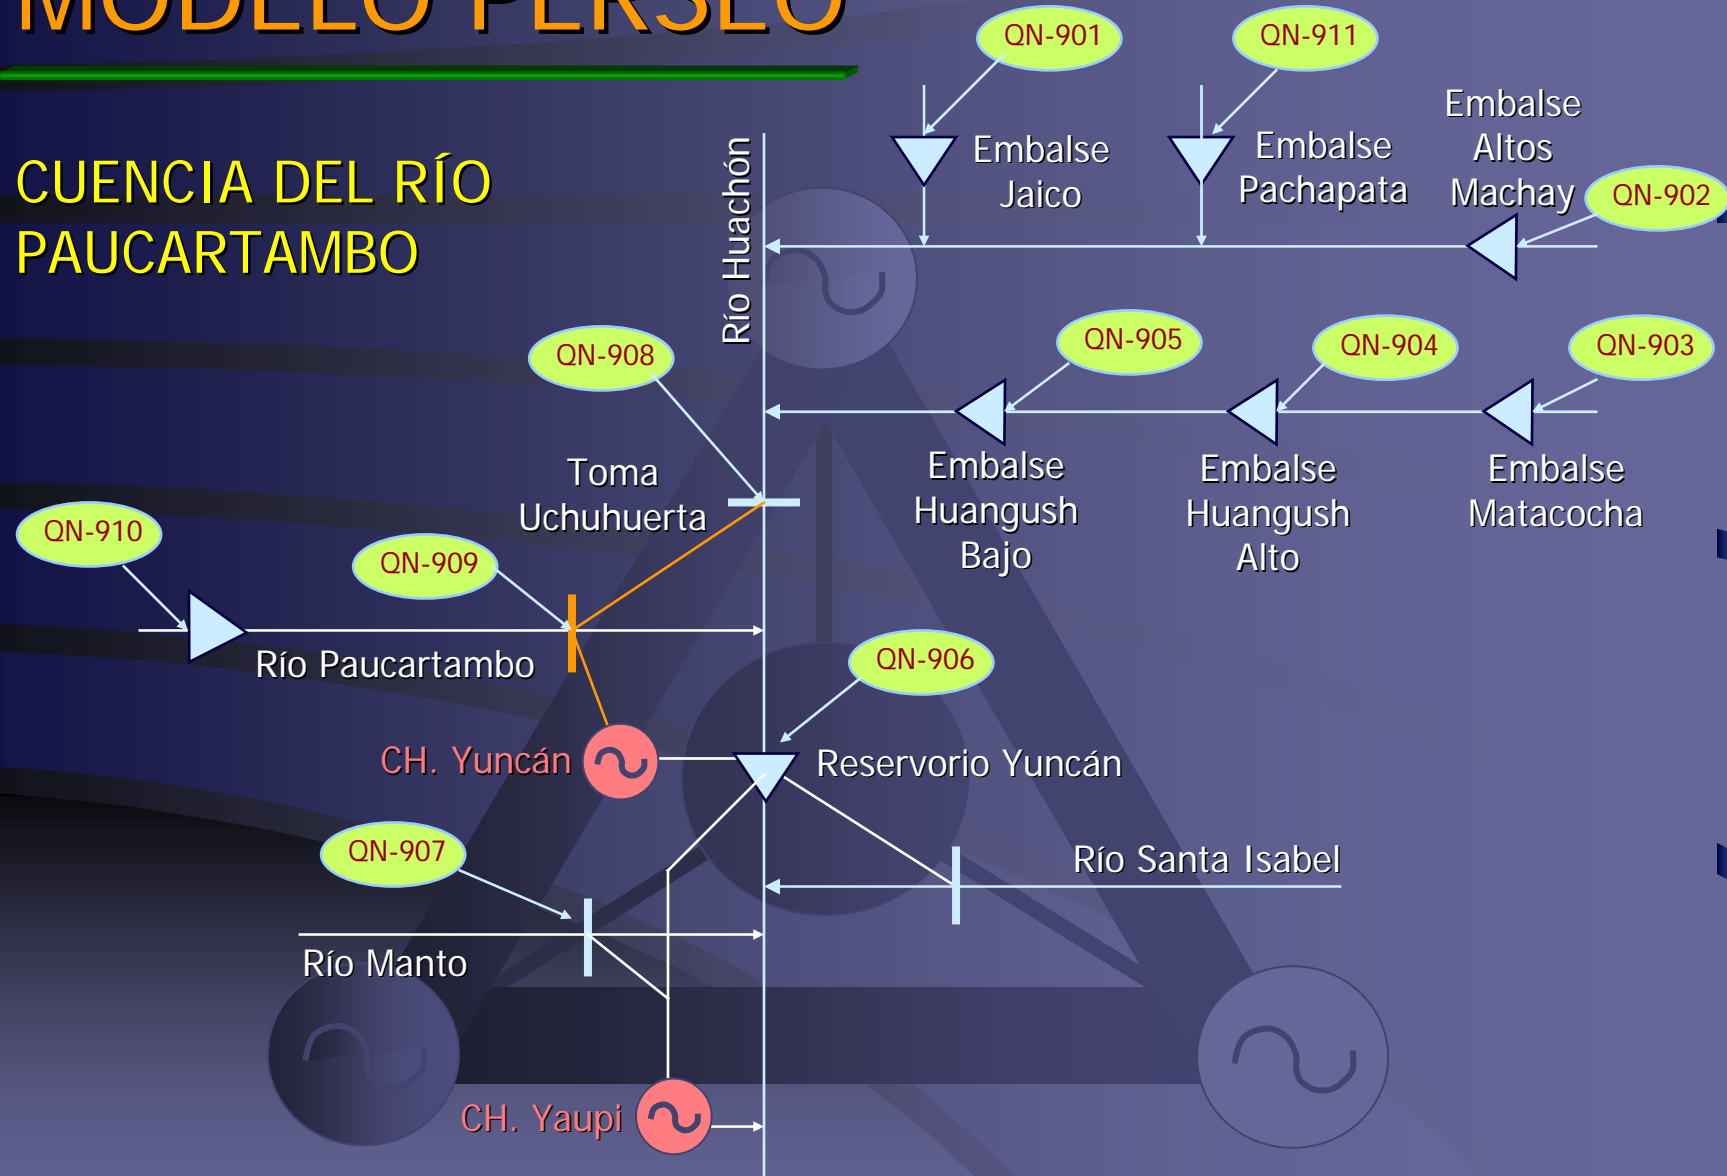 MODELO PERSEO
CUENCIA DEL RÍO
PAUCARTAMBO
QN-901
QN-911
Embalse
Altos
Machay
Embalse
Jaico
Embalse
Pachapata
QN-902
Río Huachón
QN-908
QN-905
QN-904
QN-903
Toma
Uchuhuerta
Embalse
Huangush
Bajo
Embalse
Huangush
Alto
Embalse
Matacocha
QN-910
QN-909
Río Paucartambo
QN-906
CH. Yuncán
Reservorio Yuncán
QN-907
Río Santa Isabel
Río Manto
CH. Yaupi